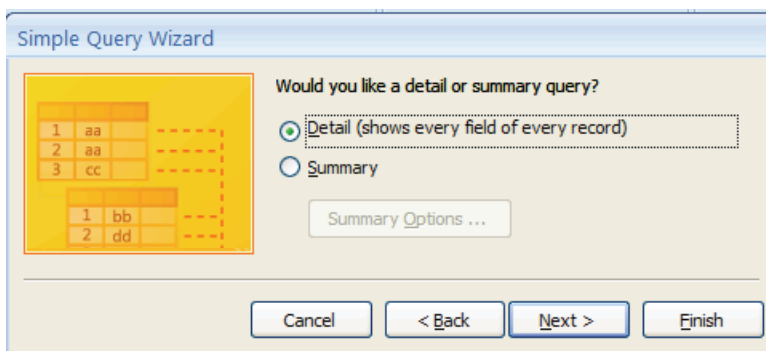 Simple Query Wizard
Would you like a detail or summary query?
Detail (shows every field of every record)
Summary
Summary Options ...
1 aa
2 aa
3 cc
1 bb
2 dd
Cancel
< Back
Next >
Finish